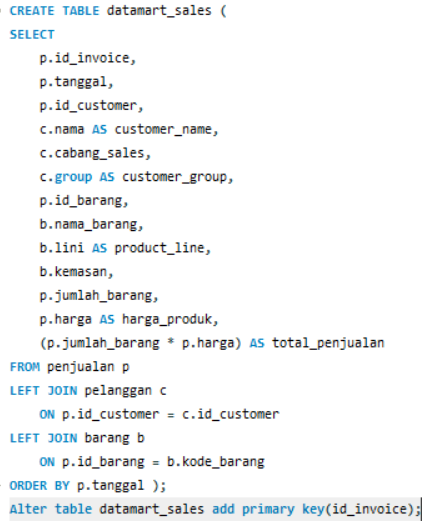 CREATE TABLE datamart_sales (
SELECT
p.id_invoice,
p.tanggal,
p.id_customer,
c.nama AS customer_name,
c.cabang_sales,
c.group AS customer_group,
p.id_barang,
b.nama_barang,
b.lini AS product_line,
b.kemasan,
p.jumlah_barang,
p.harga AS harga_produk,
(p.jumlah_barang * p.harga) AS total_penjualan
FROM penjualan p
LEFT JOIN pelanggan c
ON p.id_customer = c.id_customer
LEFT JOIN barang b
ON p.id_barang = b.kode_barang
ORDER BY p.tanggal );
Alter table datamart_sales add primary key(id_invoice);